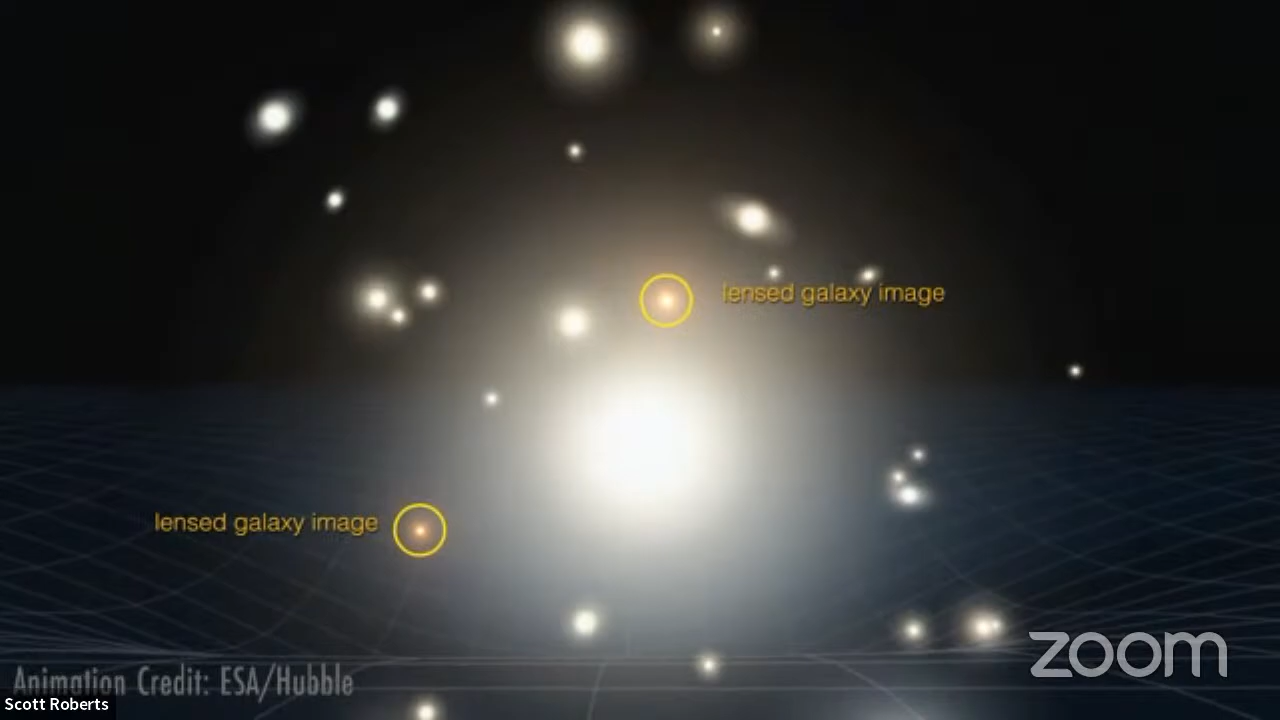 lensed galaxy image
lensed galaxy image
zoom
Animation Credit: ESA/Hubble
Scott Roberts